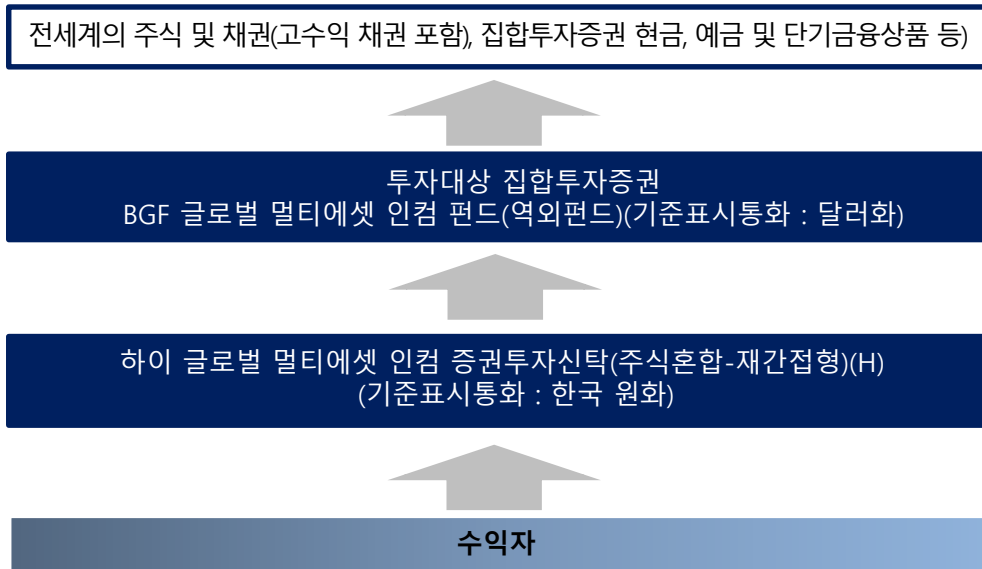 전세계의 주식 및 채권(고수익 채권 포함), 집합투자증권 현금, 예금 및 단기금융상품 등)
투자대상 집합투자증권
BGF 글로벌 멀티에셋 인컴 펀드(역외펀드)(기준표시통화 : 달러화)
하이 글로벌 멀티에셋 인컴 증권투자신탁(주식혼합-재간접형)(H)
(기준표시통화 : 한국 원화)
수익자